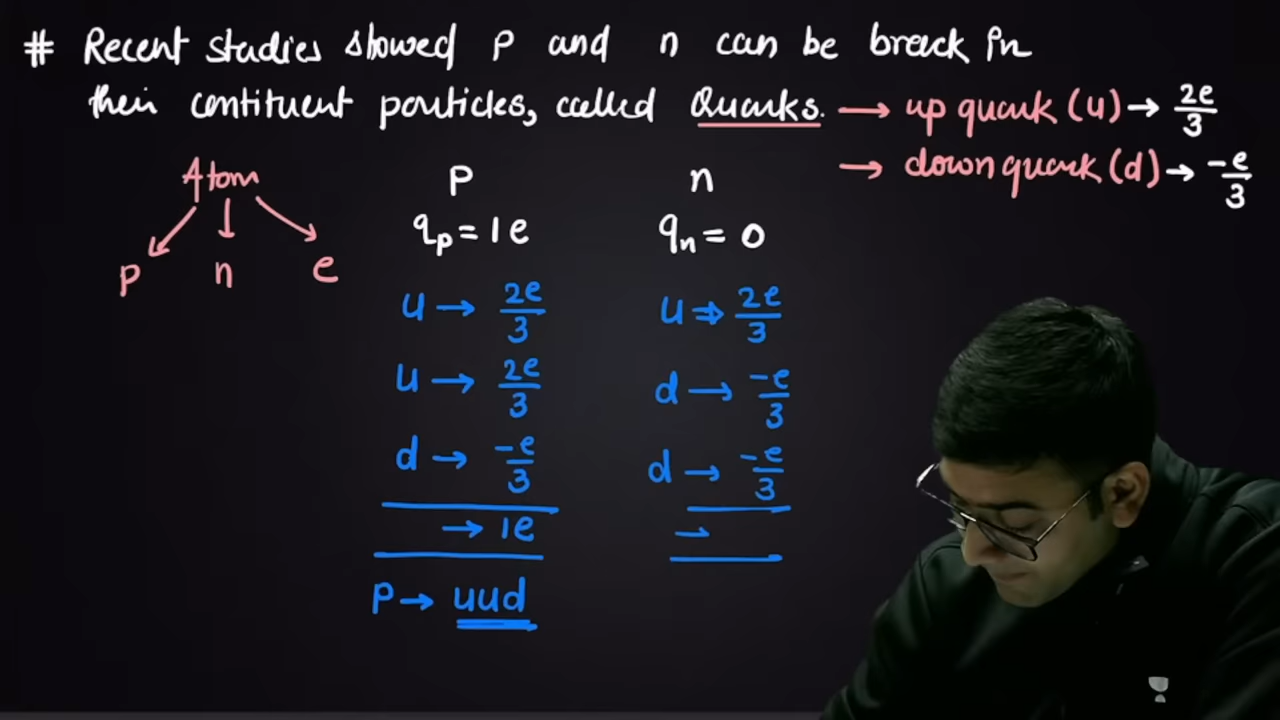 # Recent studies showed p and n can be break in
their contituent particles, called Quarks. → up quark (u) → 2e/3
→ down quark (d) → -e/3
Atom
p n e
P
qp = 1e
u → 2e/3
u → 2e/3
d → -e/3
→ 1e
P → uud
n
qn = 0
u ⇒ 2e/3
d → -e/3
d → -e/3
→